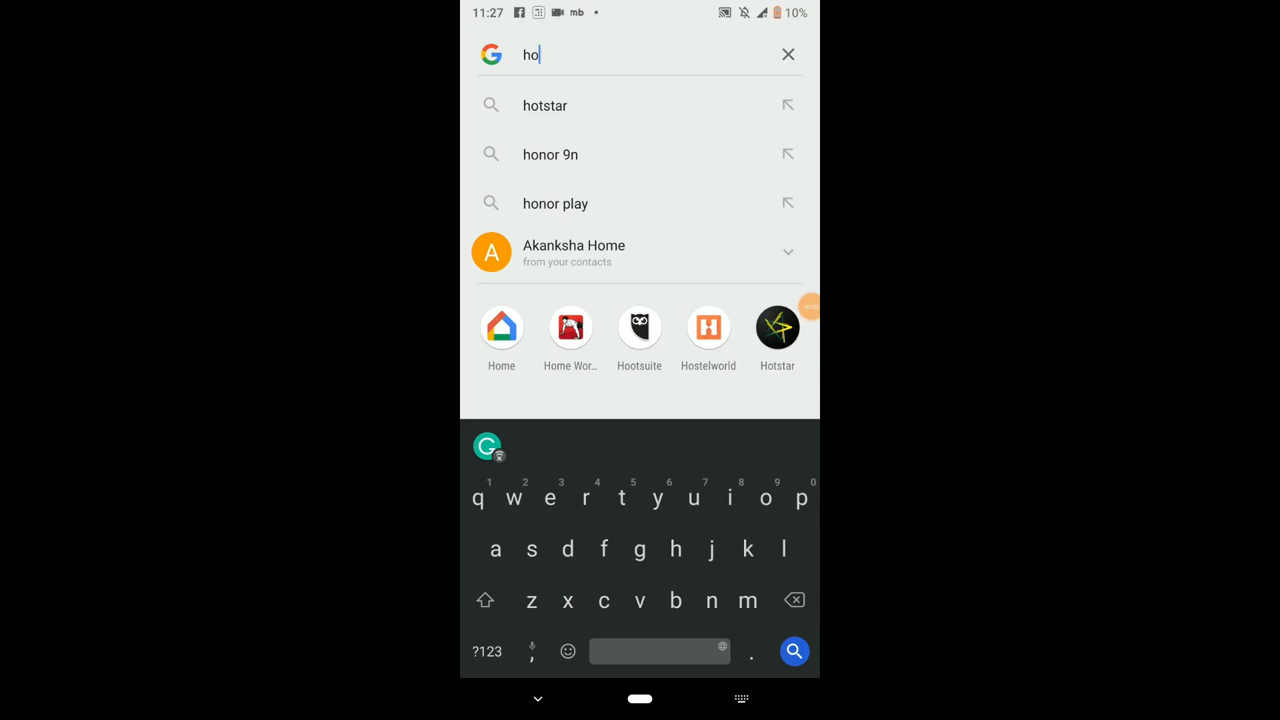 11:27 mb 10%
ho
hotstar
honor 9n
honor play
A Akanksha Home
from your contacts
Home Home Wor... Hootsuite Hostelworld Hotstar
1 2 3 4 5 6 7 8 9 0
q w e r t y u i o p
a s d f g h j k l
z x c v b n m
?123 , .